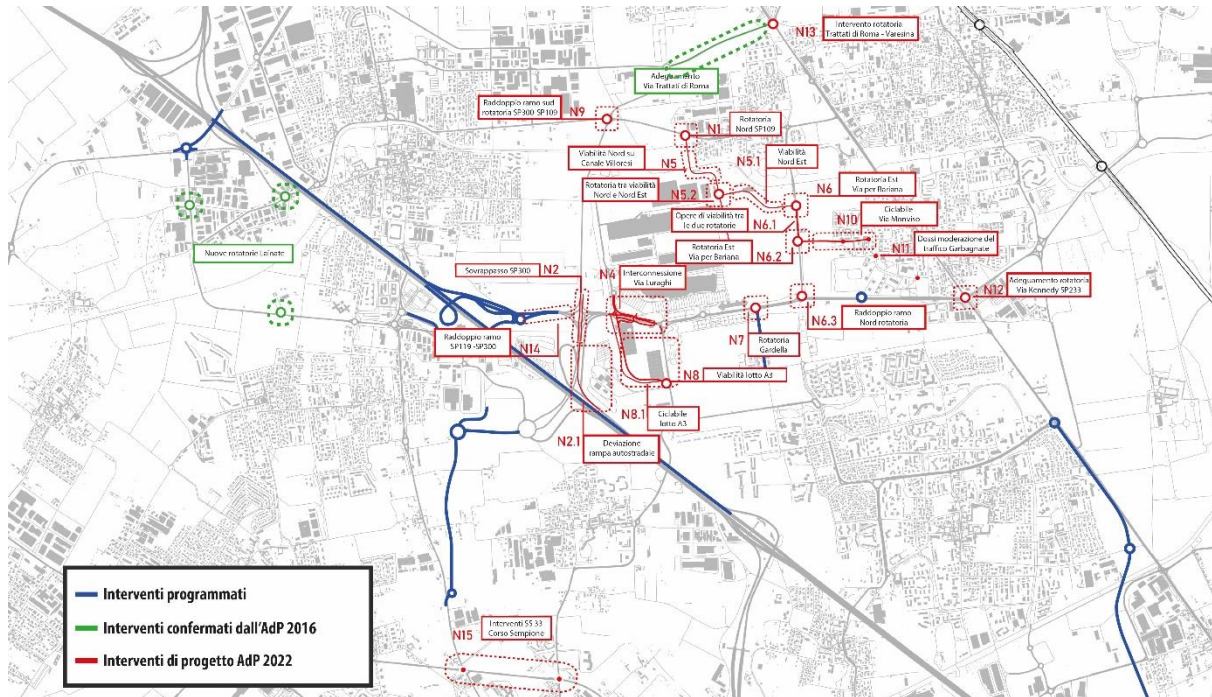 N13
Intervento rotatoria
Trattati di Roma - Varesina
Adeguamento
Via Trattati di Roma
Raddoppio ramo sud
rotatoria SP300-SP109
N9
N1
Rotatoria
Nord SP109
Viabilità Nord su
Canale Villoresi
N5
N5.1
Viabilità
Nord Est
Rotatoria tra viabilità
Nord e Nord Est
N5.2
N6
Rotatoria Est
Via per Bariana
Opere di viabilità tra
le due rotatorie
N6.1
N10
Ciclabile
Via Monviso
Rotatoria Est
Via per Bariana
N6.2
N11
Dossi moderazione del
traffico Garbagnate
Nuove rotatorie Lainate
Sovrappasso SP300
N2
N4
Interconnessione
Via Luraghi
Adeguamento rotatoria
Via Kennedy SP233
N12
N6.3
Raddoppio ramo
Nord rotatoria
Raddoppio ramo
SP119 -SP300
N14
N7
Rotatoria
Gardella
N8
Viabilità lotto A3
N8.1
Ciclabile
lotto A3
N2.1
Deviazione
rampa autostradale
Interventi programmati
Interventi confermati dall'AdP 2016
Interventi di progetto AdP 2022
N15
Interventi SS 33
Corso Sempione